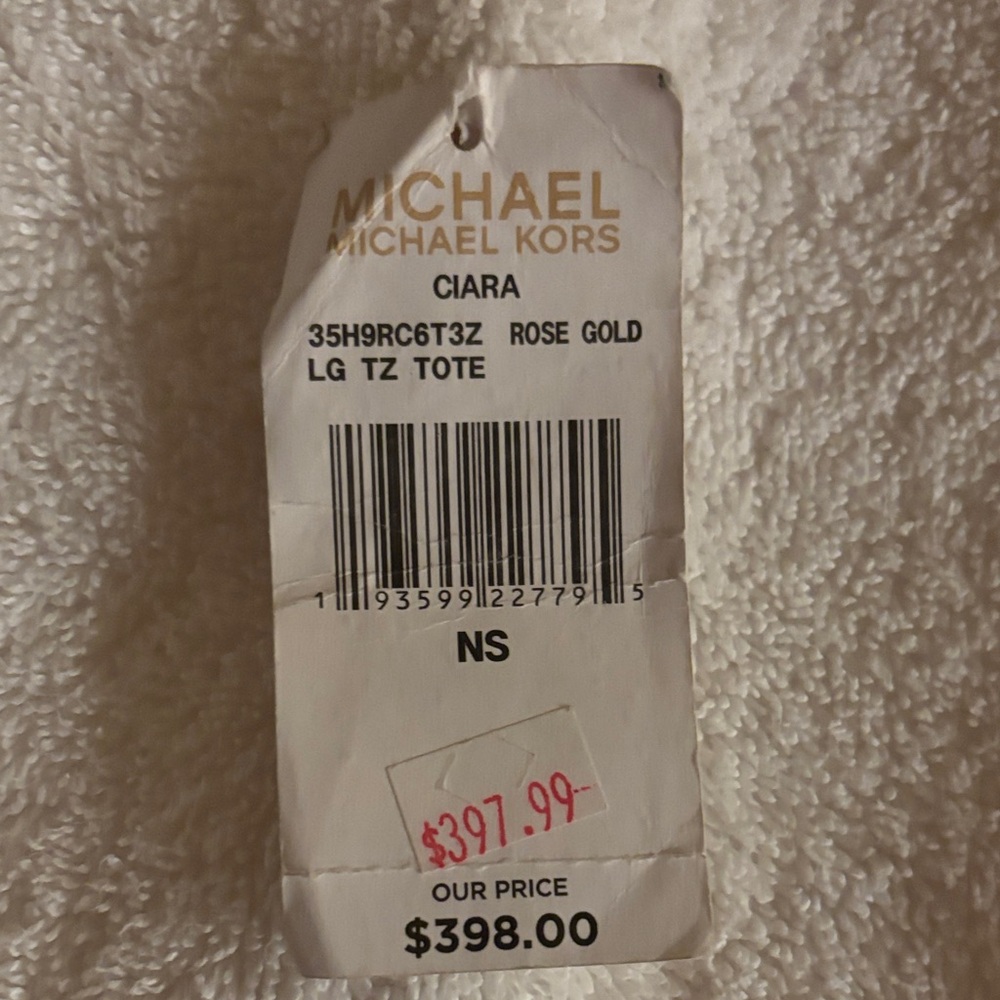 MICHAEL
MICHAEL KORS
CIARA
35H9RC6T3Z ROSE GOLD
LG TZ TOTE
1 93599 22779 5
NS
$397.99
OUR PRICE
$398.00